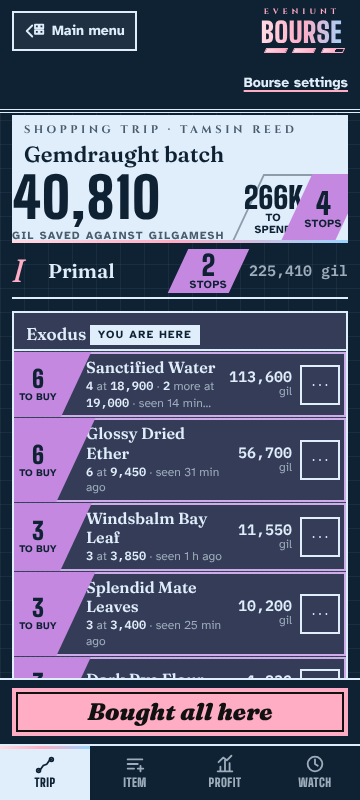 Main menu
EVENIUNT
BOURSE
Bourse settings
SHOPPING TRIP · TAMSIN REED
Gemdraught batch
40,810
GIL SAVED AGAINST GILGAMESH
266K
TO SPEND
4
STOPS
I
Primal
2
STOPS
225,410 gil
Exodus
YOU ARE HERE
6
TO BUY
Sanctified Water
4 at 18,900 · 2 more at
19,000 · seen 14 min…
113,600
gil
...
6
TO BUY
Glossy Dried
Ether
6 at 9,450 · seen 31 min
ago
56,700
gil
...
3
TO BUY
Windsbalm Bay
Leaf
3 at 3,850 · seen 1 h ago
11,550
gil
...
3
TO BUY
Splendid Mate
Leaves
3 at 3,400 · seen 25 min
ago
10,200
gil
...
Bought all here
TRIP
ITEM
PROFIT
WATCH